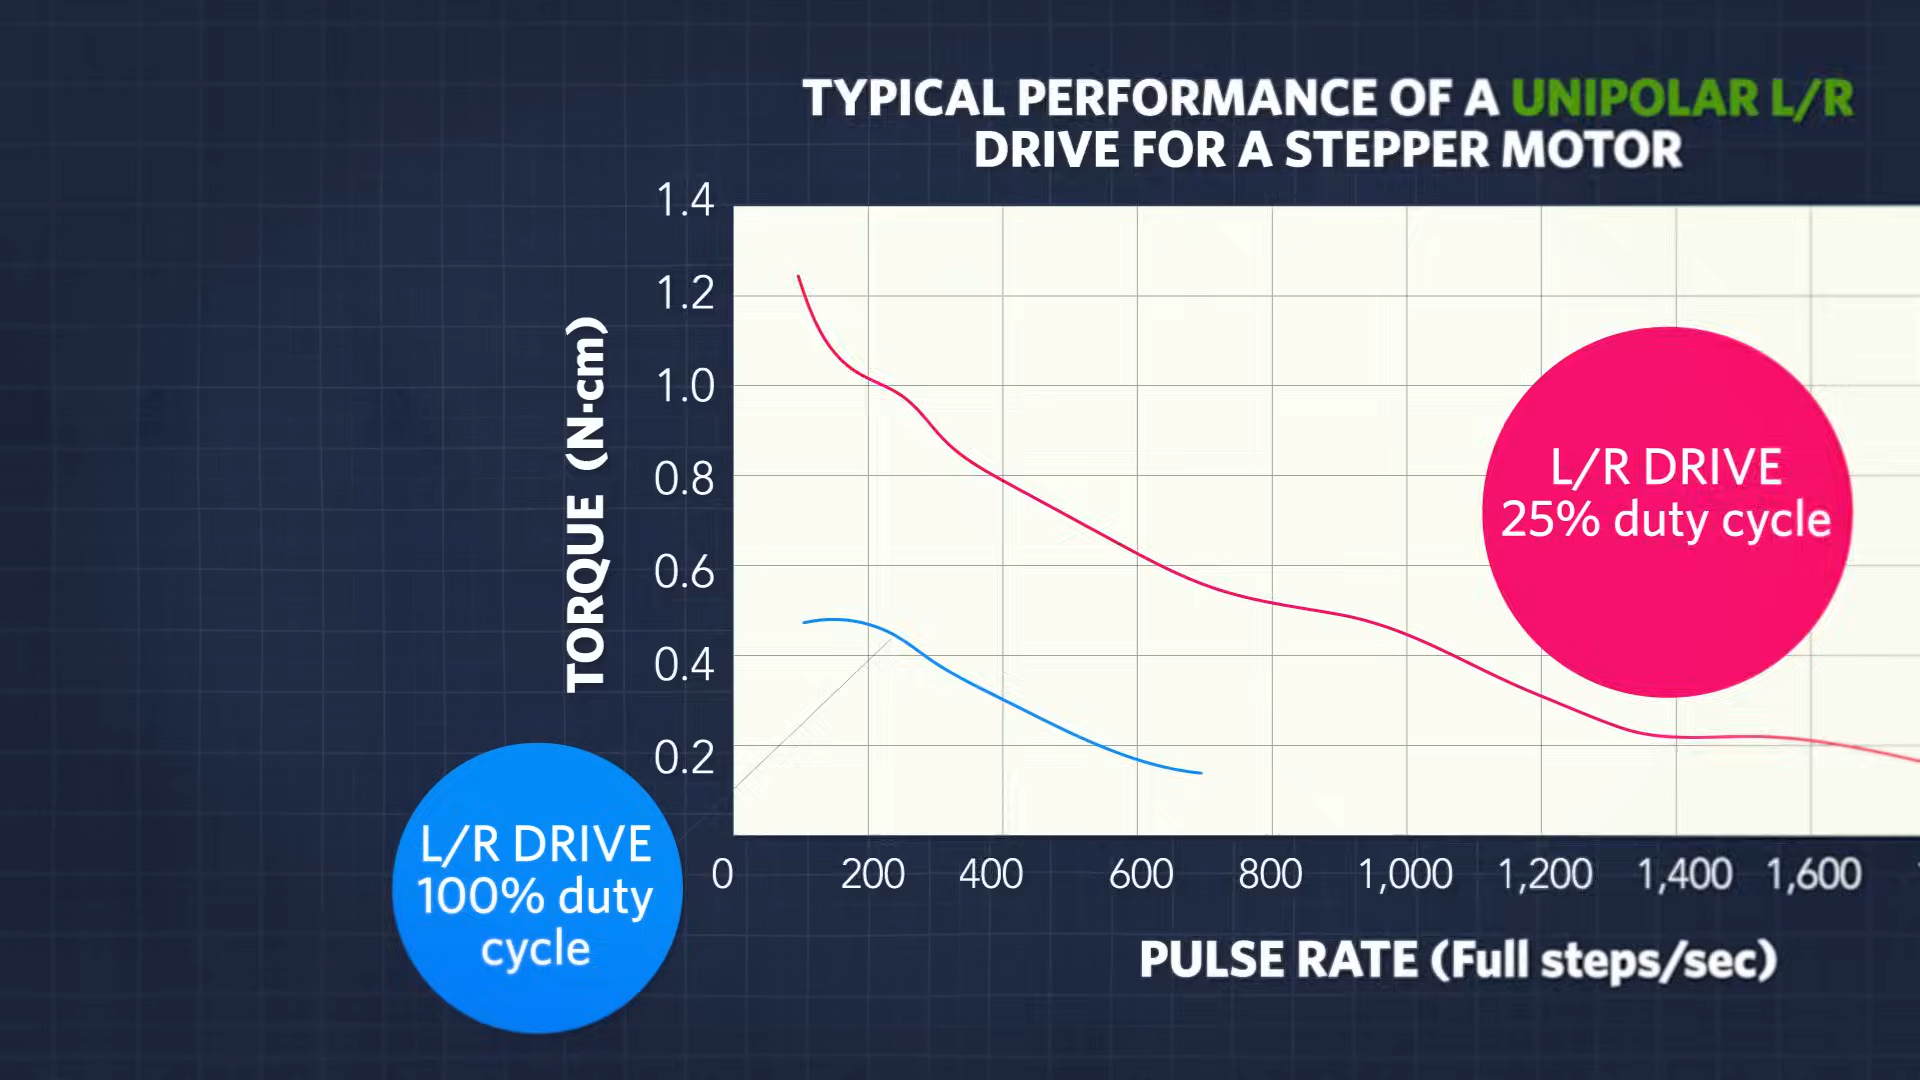 TYPICAL PERFORMANCE OF A UNIPOLAR L/R
DRIVE FOR A STEPPER MOTOR
1.4
1.2
1.0
0.8
0.6
0.4
0.2
TORQUE (N·cm)
L/R DRIVE
25% duty cycle
L/R DRIVE
100% duty
cycle
0 200 400 600 800 1,000 1,200 1,400 1,600
PULSE RATE (Full steps/sec)